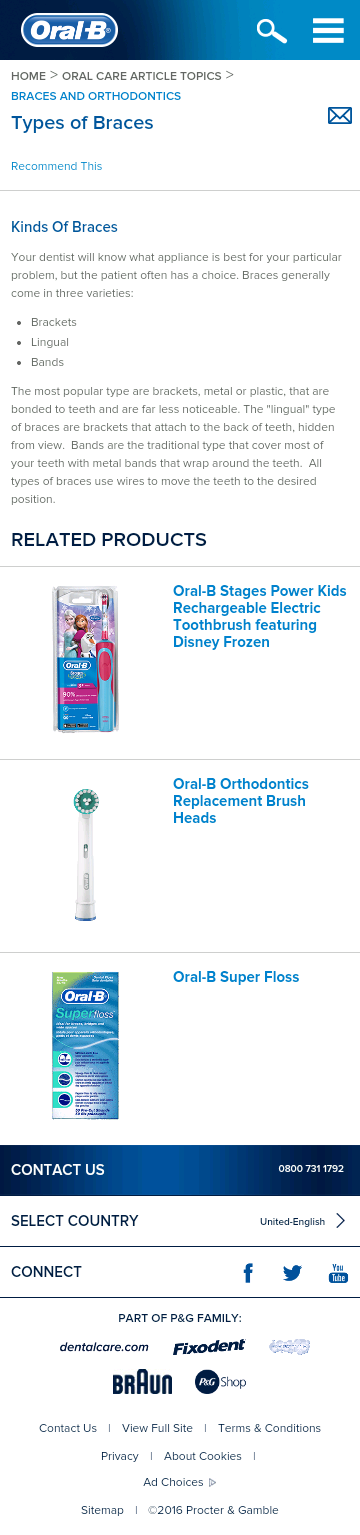 Oral-B
HOME > ORAL CARE ARTICLE TOPICS >
BRACES AND ORTHODONTICS
Types of Braces
Recommend This
Kinds Of Braces
Your dentist will know what appliance is best for your particular
problem, but the patient often has a choice. Braces generally
come in three varieties:
Brackets
Lingual
Bands
The most popular type are brackets, metal or plastic, that are
bonded to teeth and are far less noticeable. The "lingual" type
of braces are brackets that attach to the back of teeth, hidden
from view.  Bands are the traditional type that cover most of
your teeth with metal bands that wrap around the teeth.  All
types of braces use wires to move the teeth to the desired
position.
RELATED PRODUCTS
Oral-B
90%
Oral-B Stages Power Kids
Rechargeable Electric
Toothbrush featuring
Disney Frozen
Oral-B Orthodontics
Replacement Brush
Heads
Oral-B
Superfloss
Oral-B Super Floss
CONTACT US 0800 731 1792
SELECT COUNTRY United-English
CONNECT You Tube
PART OF P&G FAMILY:
dentalcare.com Fixodent
BRAUN P&G Shop
Contact Us | View Full Site | Terms & Conditions
Privacy | About Cookies |
Ad Choices
Sitemap | ©2016 Procter & Gamble